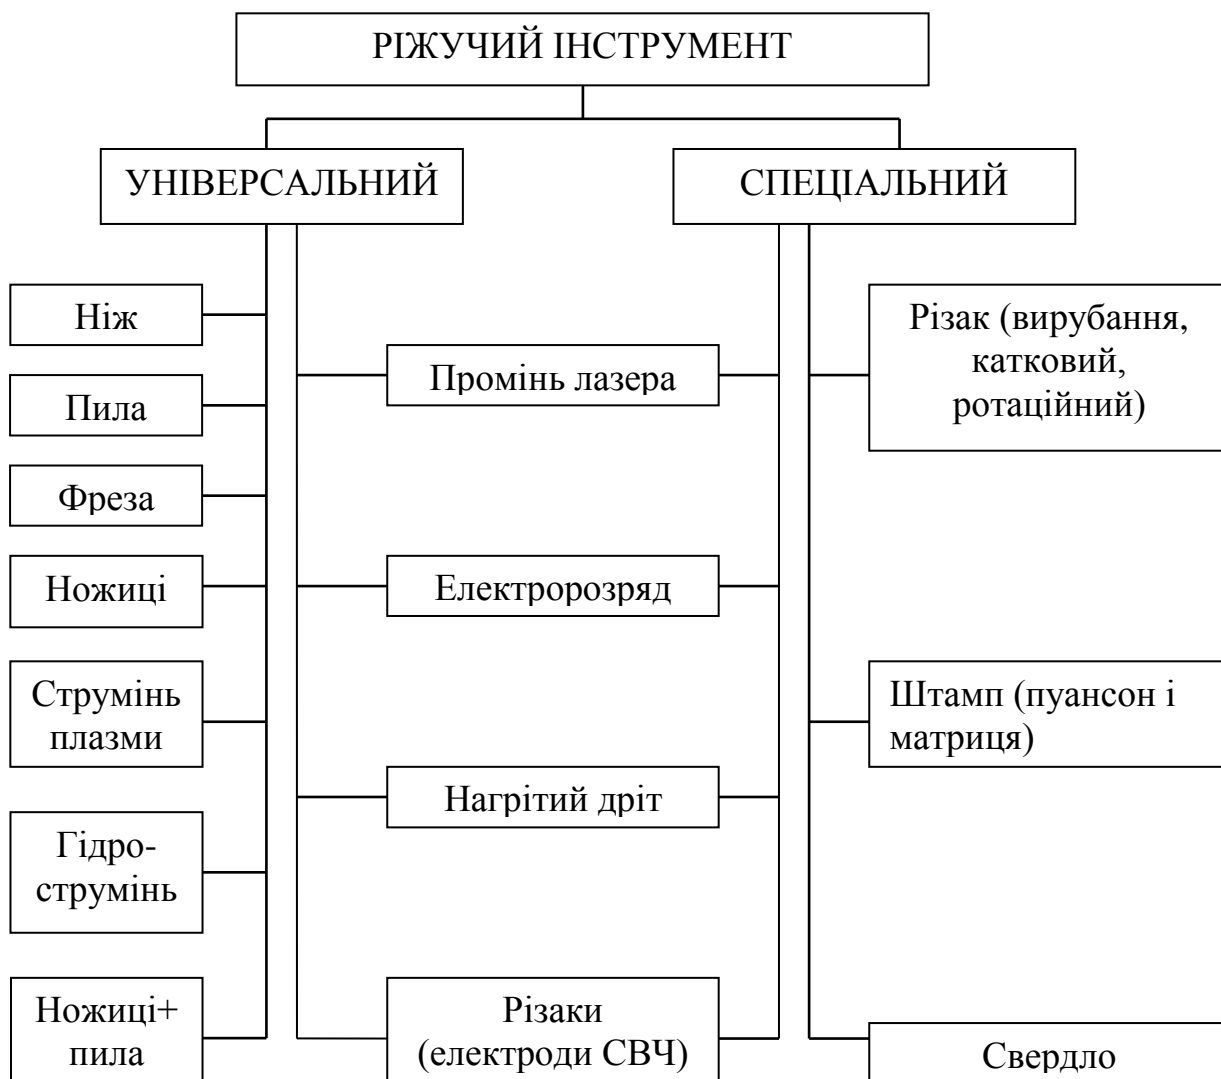 РІЖУЧИЙ ІНСТРУМЕНТ
УНІВЕРСАЛЬНИЙ
СПЕЦІАЛЬНИЙ
Ніж
Пила
Фреза
Ножиці
Струмінь
плазми
Гідро-
струмінь
Ножиці+
пила
Промінь лазера
Електророзряд
Нагрітий дріт
Різаки
(електроди СВЧ)
Різак (вирубання,
катковий,
ротаційний)
Штамп (пуансон і
матриця)
Свердло